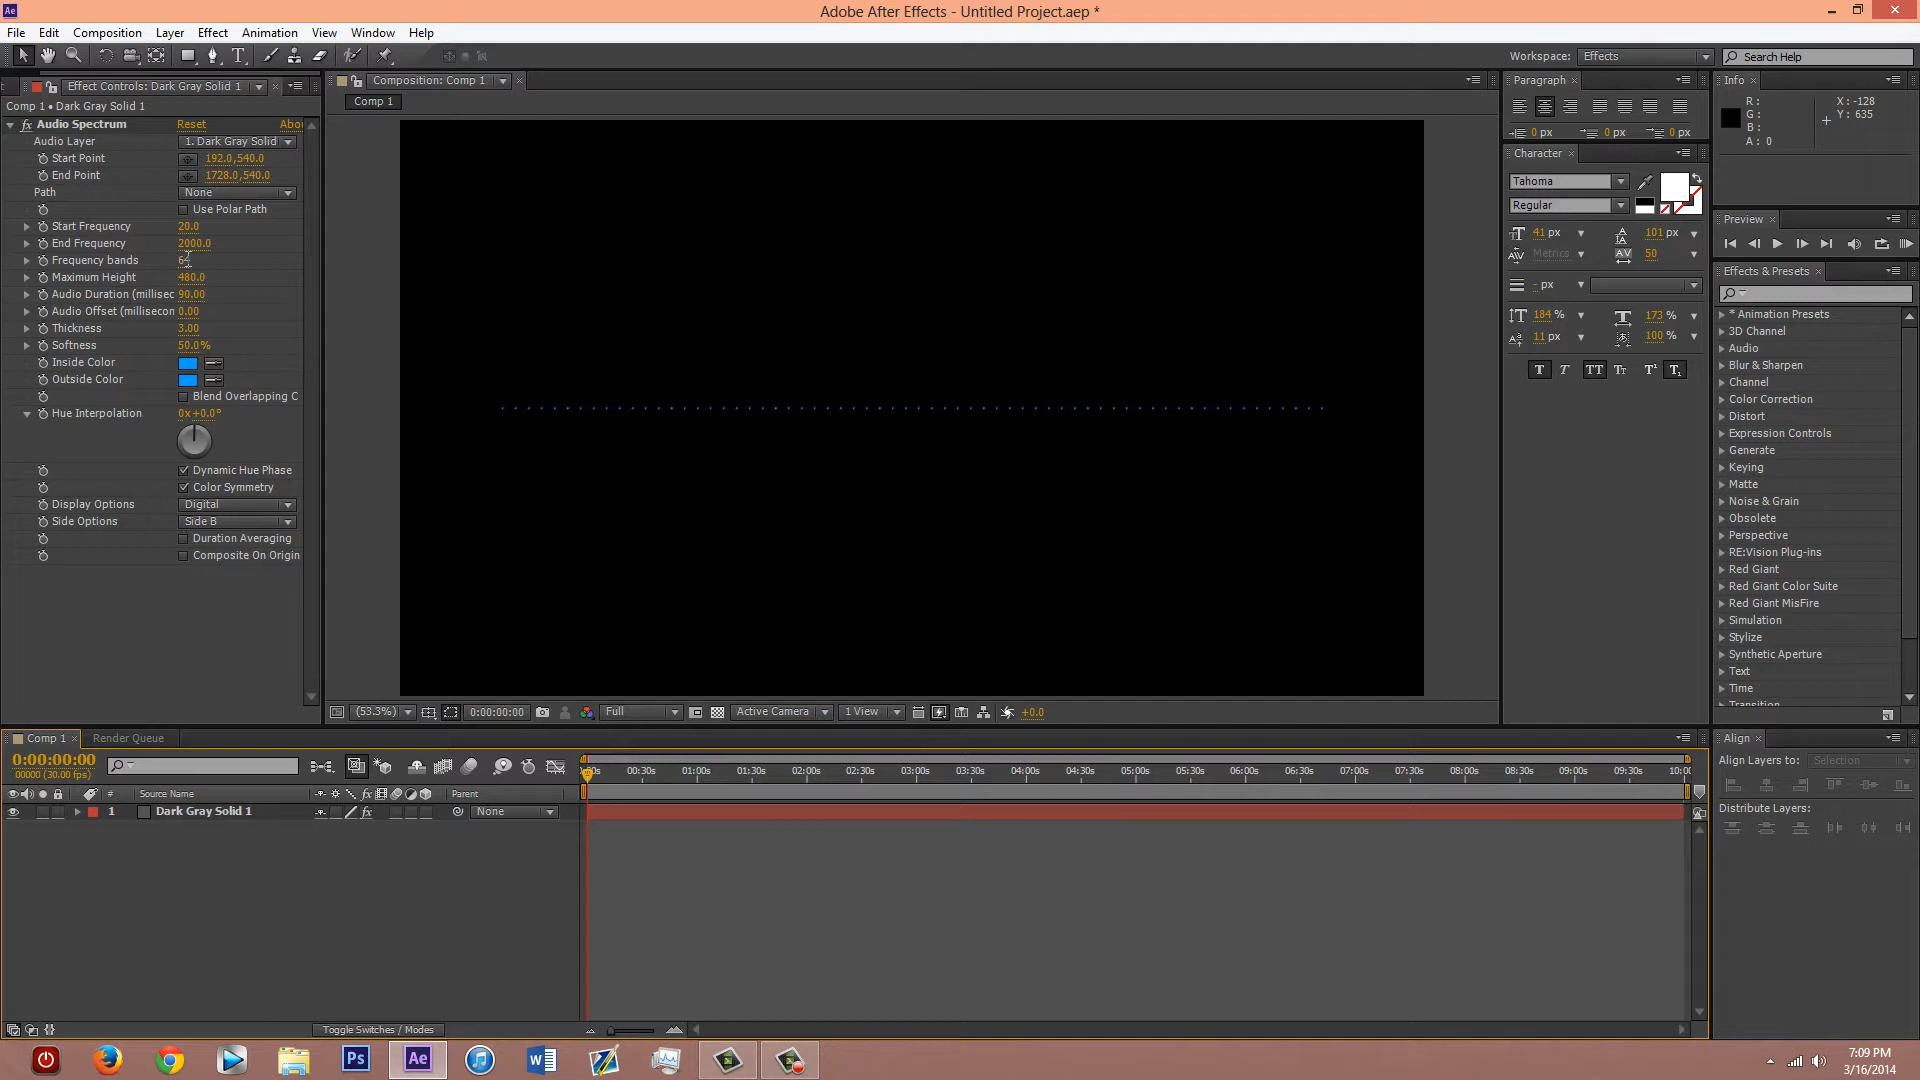 Ae
Adobe After Effects - Untitled Project.aep *
File Edit Composition Layer Effect Animation View Window Help
Workspace: Effects Search Help
Effect Controls: Dark Gray Solid 1
Comp 1 • Dark Gray Solid 1
fx Audio Spectrum Reset Abou
Audio Layer 1. Dark Gray Solid
Start Point 192.0,540.0
End Point 1728.0,540.0
Path None
Use Polar Path
Start Frequency 20.0
End Frequency 2000.0
Frequency bands
Maximum Height 480.0
Audio Duration (millisec 90.00
Audio Offset (millisecon 0.00
Thickness 3.00
Softness 50.0%
Inside Color
Outside Color
Blend Overlapping C
Hue Interpolation 0x+0.0°
Dynamic Hue Phase
Color Symmetry
Display Options Digital
Side Options Side B
Duration Averaging
Composite On Origin
Composition: Comp 1
Comp 1
(53.3%) 0:00:00:00 Full Active Camera 1 View +0.0
Paragraph
0 px 0 px 0 px
Character
Tahoma
Regular
41 px 101 px
Metrics 50
- px
184 % 173 %
11 px 100 %
T T TT Tt T¹ T₁
Info
R: X: -128
G: Y: 635
B:
A: 0
Preview
Effects & Presets
* Animation Presets
3D Channel
Audio
Blur & Sharpen
Channel
Color Correction
Distort
Expression Controls
Generate
Keying
Matte
Noise & Grain
Obsolete
Perspective
RE:Vision Plug-ins
Red Giant
Red Giant Color Suite
Red Giant MisFire
Simulation
Stylize
Synthetic Aperture
Text
Time
Transition
Comp 1 Render Queue
0:00:00:00
00000 (30.00 fps)
00:30s 01:00s 01:30s 02:00s 02:30s 03:00s 03:30s 04:00s 04:30s 05:00s 05:30s 06:00s 06:30s 07:00s 07:30s 08:00s 08:30s 09:00s 09:30s 10:0
# Source Name fx Parent
1 Dark Gray Solid 1 fx None
Toggle Switches / Modes
Align
Align Layers to: Selection
Distribute Layers:
Ps Ae
7:09 PM
3/16/2014